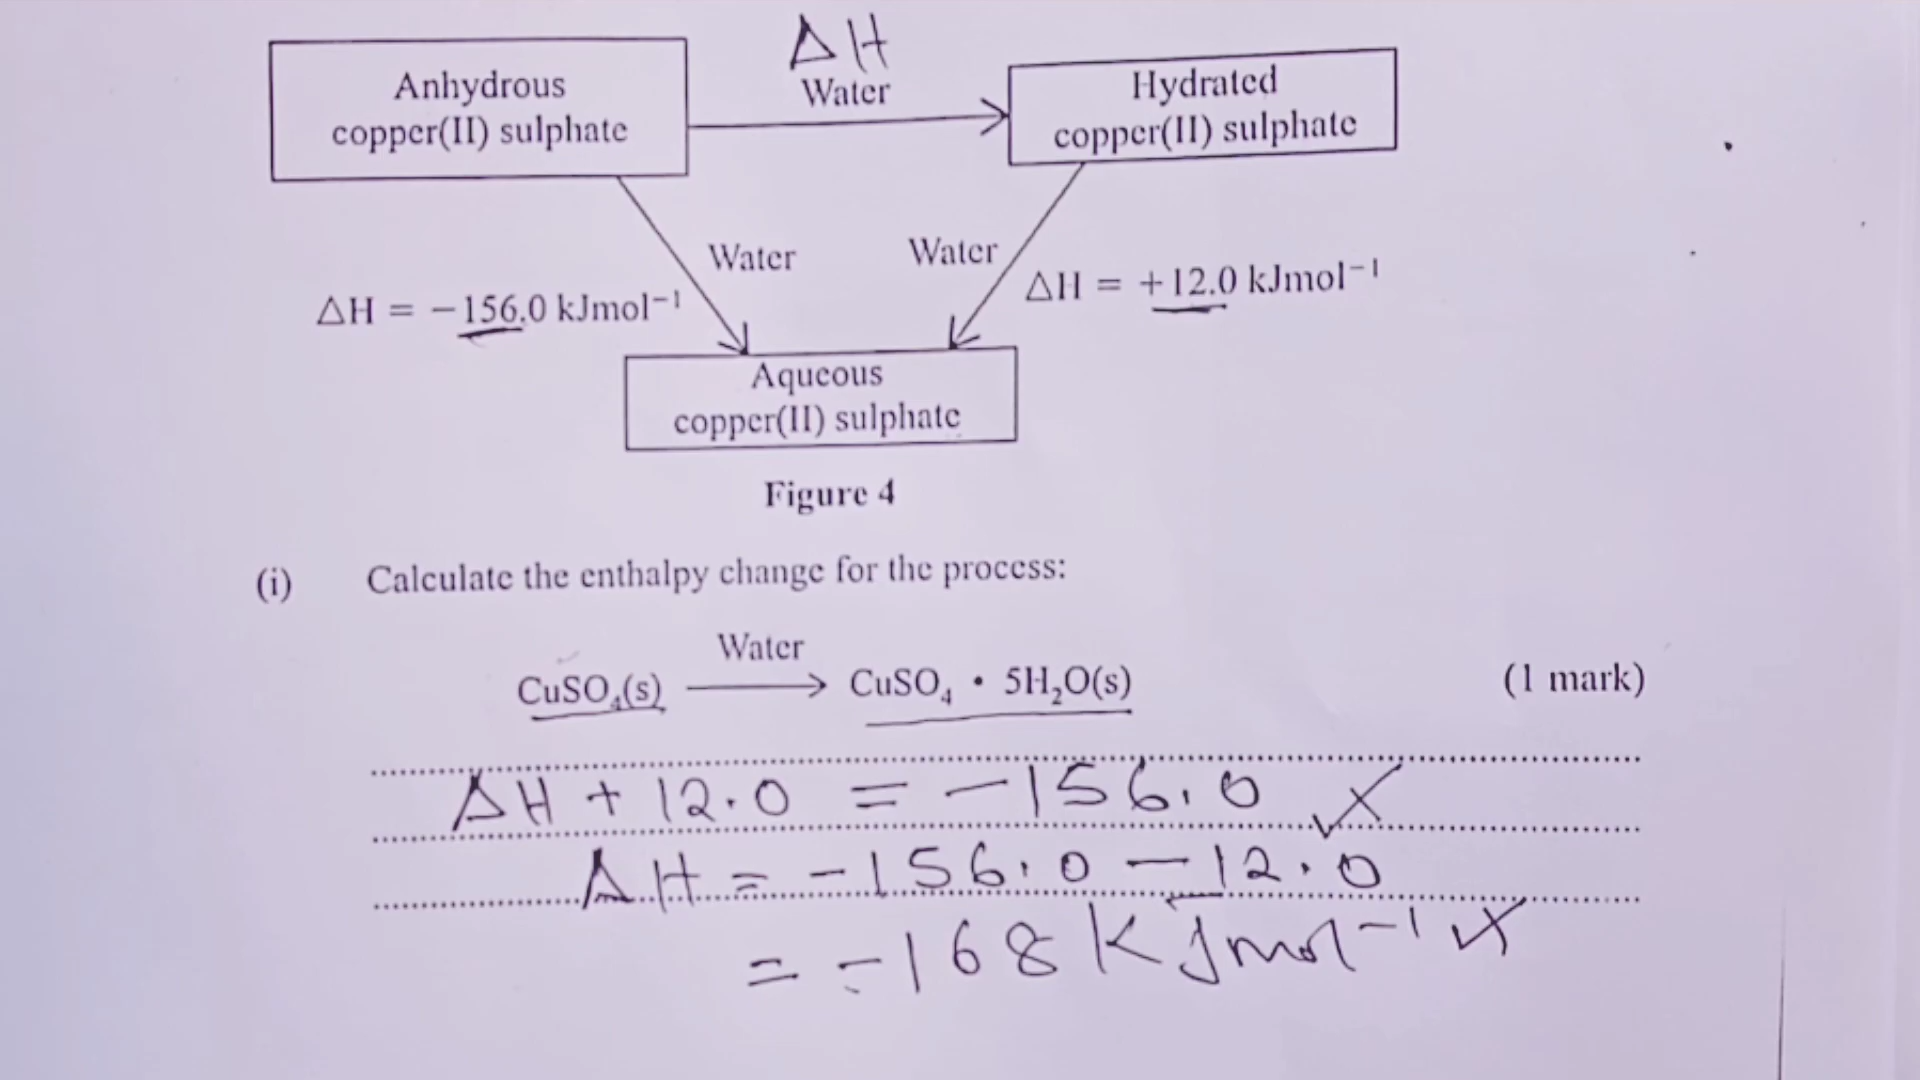 ΔH
Anhydrous
copper(II) sulphate
Water
Hydrated
copper(II) sulphate
Water
Water
ΔH = −156.0 kJmol⁻¹
ΔH = +12.0 kJmol⁻¹
Aqueous
copper(II) sulphate
Figure 4
(i) Calculate the enthalpy change for the process:
Water
CuSO₄(s) ⟶ CuSO₄ • 5H₂O(s) (1 mark)
ΔH + 12.0 = −156.0
ΔH = −156.0 − 12.0
= −168 KJmol⁻¹